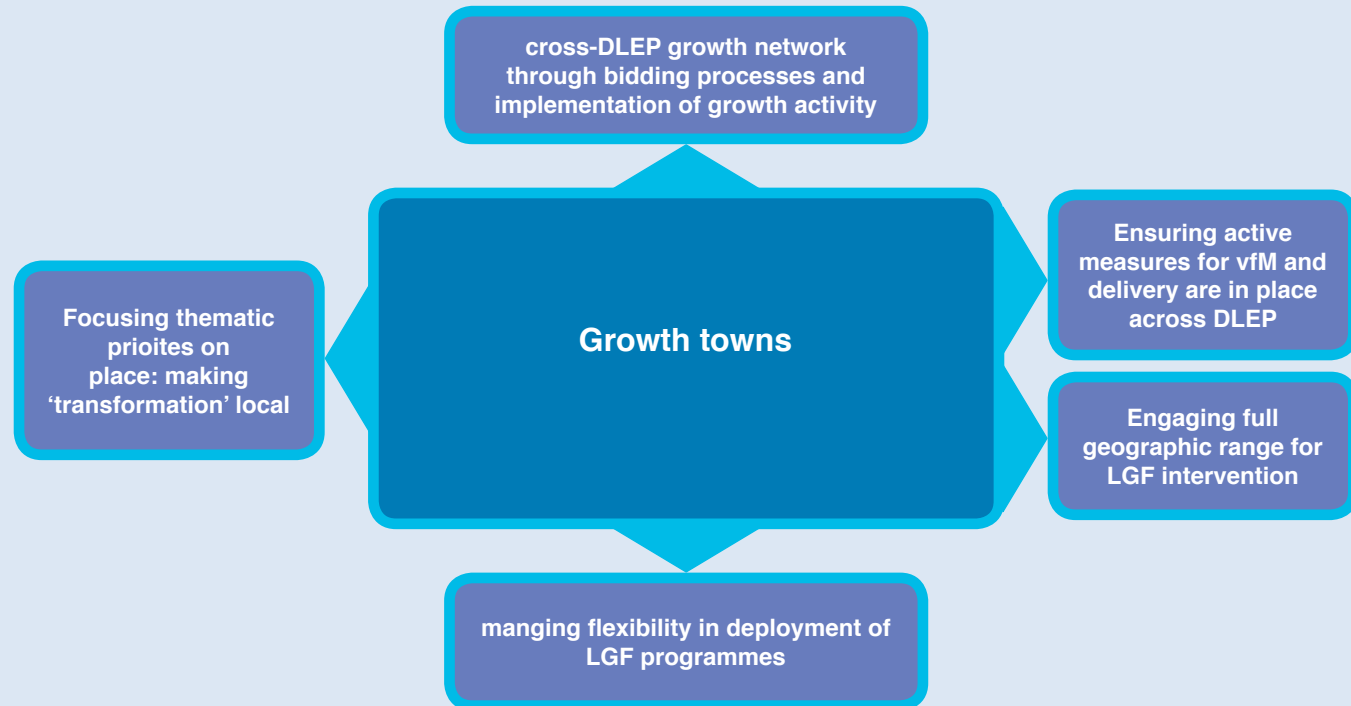 cross-DLEP growth network
through bidding processes and
implementation of growth activity
Focusing thematic
prioites on
place: making
‘transformation’ local
Growth towns
Ensuring active
measures for vfM and
delivery are in place
across DLEP
Engaging full
geographic range for
LGF intervention
manging flexibility in deployment of
LGF programmes